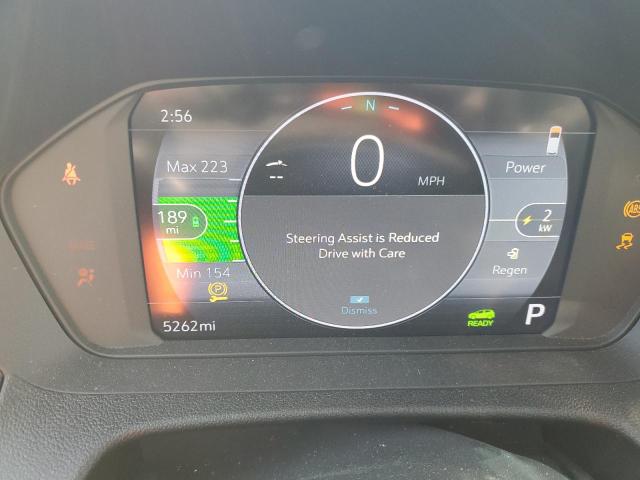 N
2:56
Max 223
0
Power
--
MPH
189
mi
2
kW
Steering Assist is Reduced
Drive with Care
Min 154
Regen
P
Dismiss
5262mi
READY
P
ABS